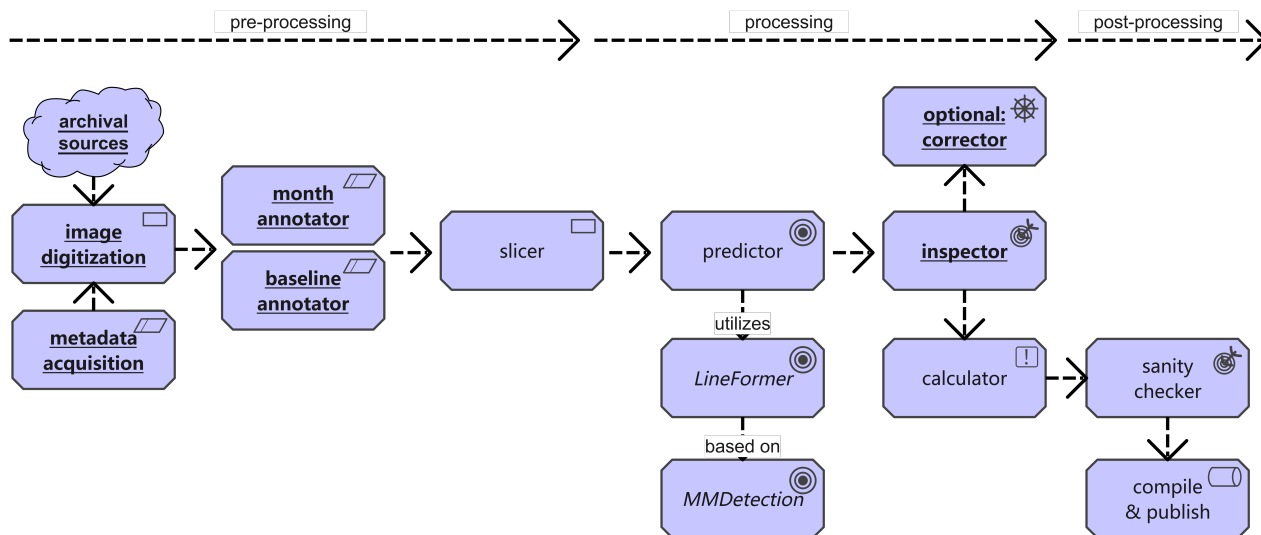 pre-processing
processing
post-processing
archival
sources
image
digitization
metadata
acquisition
month
annotator
baseline
annotator
slicer
predictor
utilizes
LineFormer
based on
MMDetection
optional:
corrector
inspector
calculator
!
sanity
checker
compile
& publish